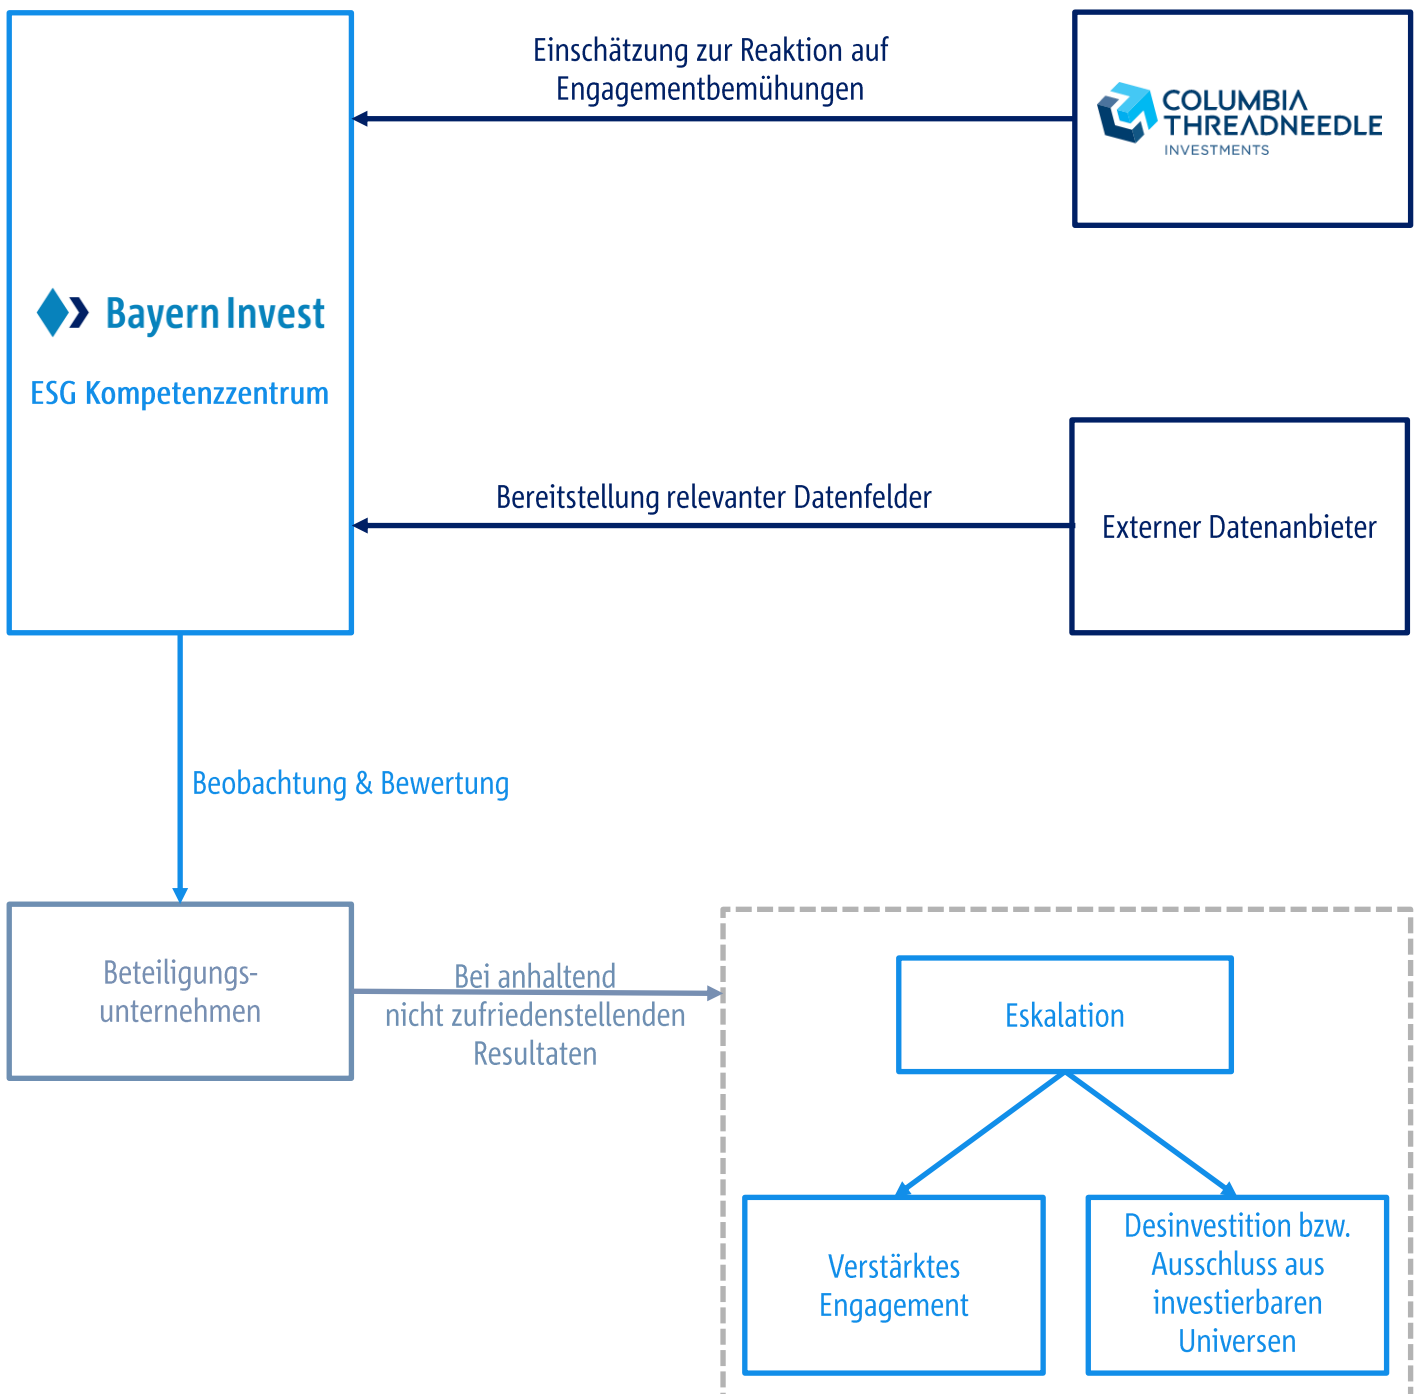 Einschätzung zur Reaktion auf
Engagementbemühungen
COLUMBIA
THREADNEEDLE
INVESTMENTS
Bayern Invest
ESG Kompetenzzentrum
Bereitstellung relevanter Datenfelder
Externer Datenanbieter
Beobachtung & Bewertung
Beteiligungs-
unternehmen
Bei anhaltend
nicht zufriedenstellenden
Resultaten
Eskalation
Verstärktes
Engagement
Desinvestition bzw.
Ausschluss aus
investierbaren
Universen